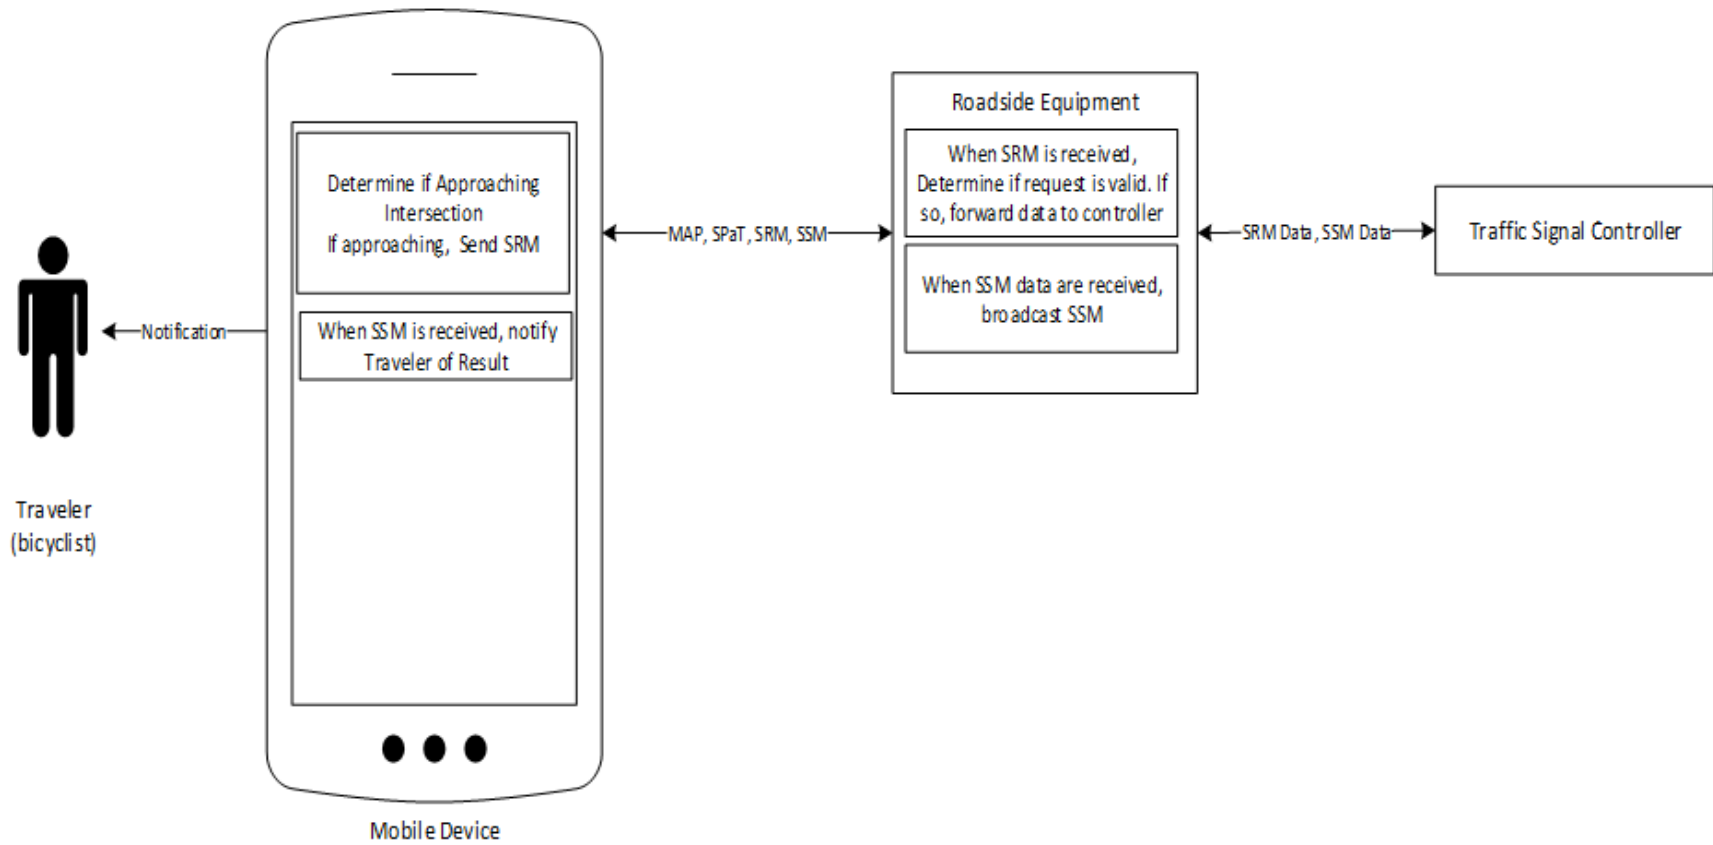 Roadside Equipment
When SRM is received,
Determine if request is valid. If
so, forward data to controller
Determine if Approaching
Intersection
If approaching, Send SRM
MAP, SPaT, SRM, SSM
SRM Data, SSM Data
Traffic Signal Controller
When SSM data are received,
broadcast SSM
Notification
When SSM is received, notify
Traveler of Result
Traveler
(bicyclist)
Mobile Device